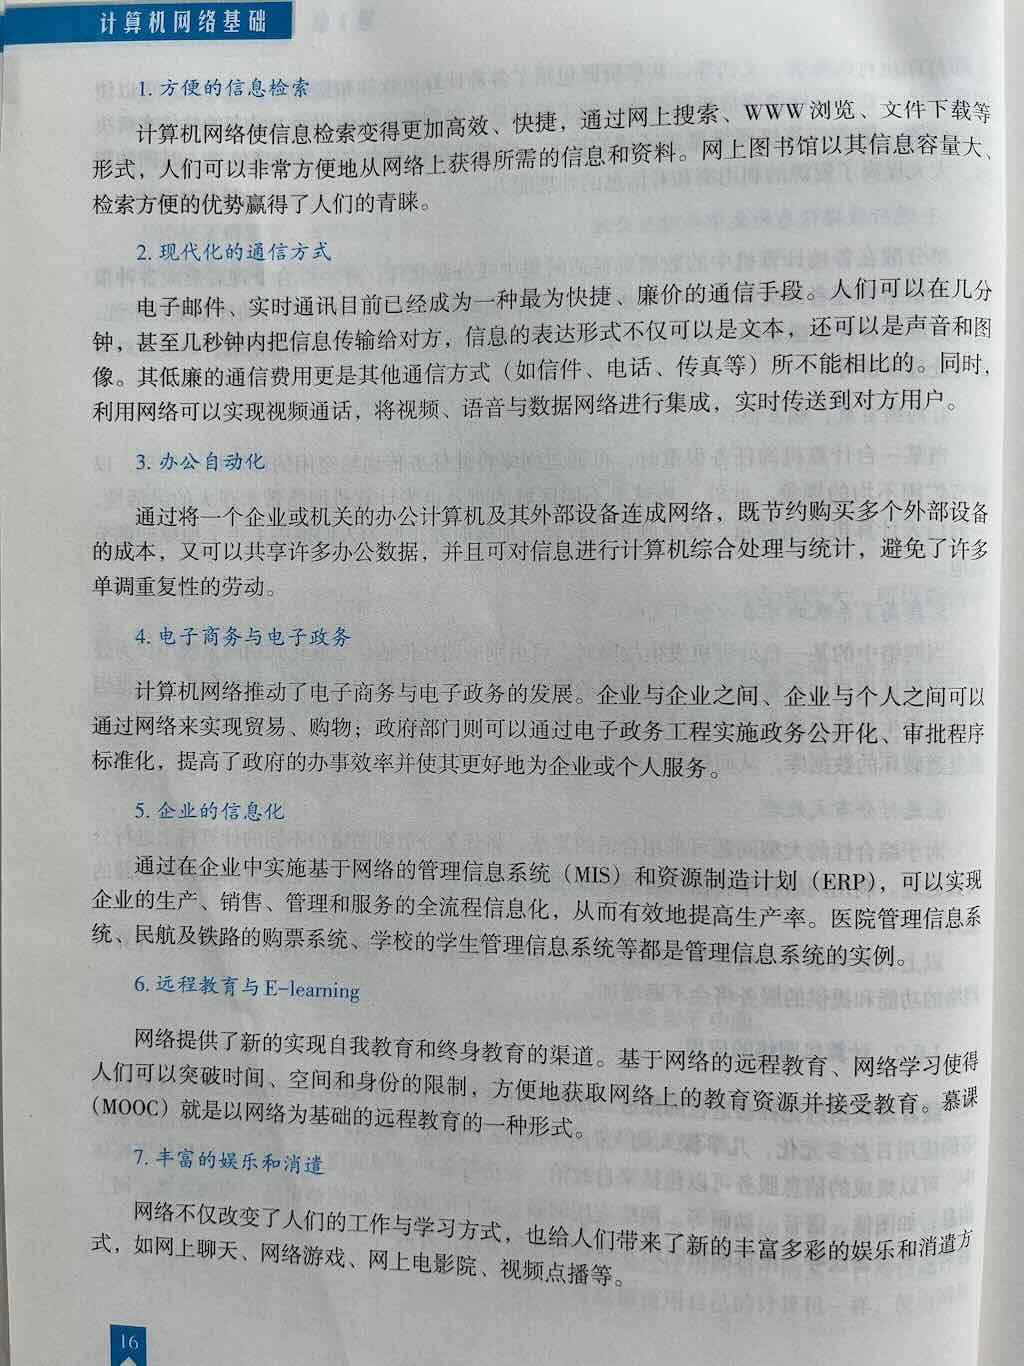 计算机网络基础
1. 方便的信息检索
计算机网络使信息检索变得更加高效、快捷，通过网上搜索、WWW 浏览、文件下载等
形式，人们可以非常方便地从网络上获得所需的信息和资料。网上图书馆以其信息容量大、
检索方便的优势赢得了人们的青睐。
2. 现代化的通信方式
电子邮件、实时通讯目前已经成为一种最为快捷、廉价的通信手段。人们可以在几分
钟，甚至几秒钟内把信息传输给对方，信息的表达形式不仅可以是文本，还可以是声音和图
像。其低廉的通信费用更是其他通信方式（如信件、电话、传真等）所不能相比的。同时，
利用网络可以实现视频通话，将视频、语音与数据网络进行集成，实时传送到对方用户。
3. 办公自动化
通过将一个企业或机关的办公计算机及其外部设备连成网络，既节约购买多个外部设备
的成本，又可以共享许多办公数据，并且可对信息进行计算机综合处理与统计，避免了许多
单调重复性的劳动。
4. 电子商务与电子政务
计算机网络推动了电子商务与电子政务的发展。企业与企业之间、企业与个人之间可以
通过网络来实现贸易、购物；政府部门则可以通过电子政务工程实施政务公开化、审批程序
标准化，提高了政府的办事效率并使其更好地为企业或个人服务。
5. 企业的信息化
通过在企业中实施基于网络的管理信息系统（MIS）和资源制造计划（ERP），可以实现
企业的生产、销售、管理和服务的全流程信息化，从而有效地提高生产率。医院管理信息系
统、民航及铁路的购票系统、学校的学生管理信息系统等都是管理信息系统的实例。
6. 远程教育与 E-learning
网络提供了新的实现自我教育和终身教育的渠道。基于网络的远程教育、网络学习使得
人们可以突破时间、空间和身份的限制，方便地获取网络上的教育资源并接受教育。慕课
（MOOC）就是以网络为基础的远程教育的一种形式。
7. 丰富的娱乐和消遣
网络不仅改变了人们的工作与学习方式，也给人们带来了新的丰富多彩的娱乐和消遣方
式，如网上聊天、网络游戏、网上电影院、视频点播等。
16